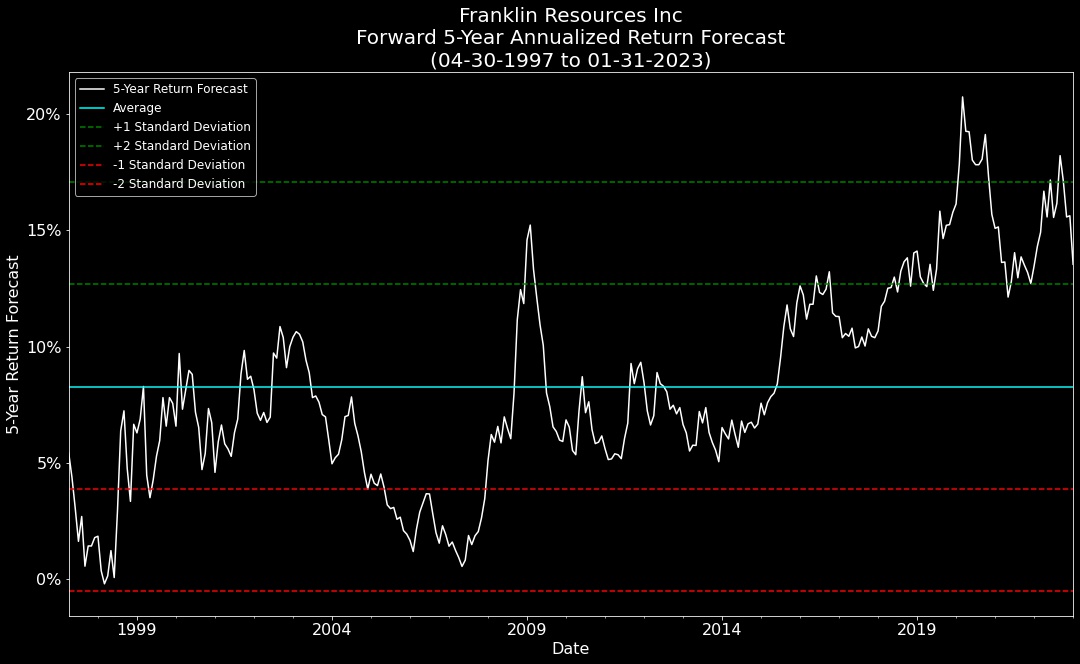 Franklin Resources Inc
Forward 5-Year Annualized Return Forecast
(04-30-1997 to 01-31-2023)
5-Year Return Forecast
Average
+1 Standard Deviation
+2 Standard Deviation
-1 Standard Deviation
-2 Standard Deviation
5-Year Return Forecast
20%
15%
10%
5%
0%
1999
2004
2009
2014
2019
Date